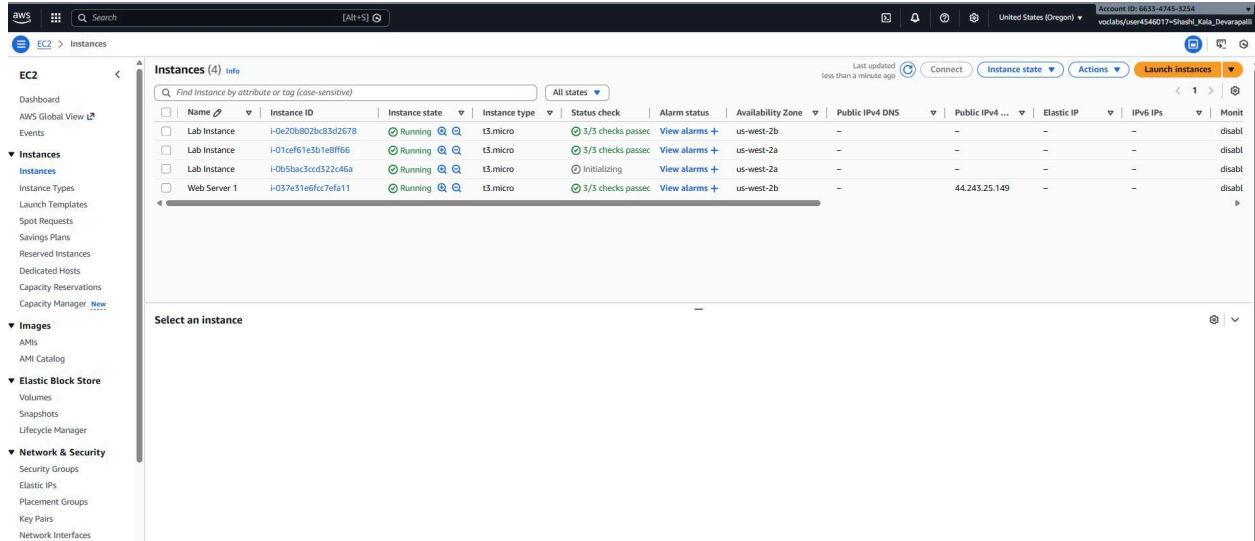 aws Search [Alt+S] United States (Oregon) Account ID: 6633-4745-3254
voclabs/user4546017=Shashi_Kala_Devarapalli
EC2 > Instances
EC2
Dashboard
AWS Global View
Events
Instances
Instances
Instance Types
Launch Templates
Spot Requests
Savings Plans
Reserved Instances
Dedicated Hosts
Capacity Reservations
Capacity Manager New
Images
AMIs
AMI Catalog
Elastic Block Store
Volumes
Snapshots
Lifecycle Manager
Network & Security
Security Groups
Elastic IPs
Placement Groups
Key Pairs
Network Interfaces
Instances (4) Info
Last updated
less than a minute ago
Connect Instance state Actions Launch instances
Find Instance by attribute or tag (case-sensitive) All states 1
Name Instance ID Instance state Instance type Status check Alarm status Availability Zone Public IPv4 DNS Public IPv4 ... Elastic IP IPv6 IPs Monit
Lab Instance i-0e20b802bc83d2678 Running t3.micro 3/3 checks passec View alarms + us-west-2b – – – – disabl
Lab Instance i-01cef61e3b1e8ff66 Running t3.micro 3/3 checks passec View alarms + us-west-2a – – – – disabl
Lab Instance i-0b5bac3ccd322c46a Running t3.micro Initializing View alarms + us-west-2a – – – – disabl
Web Server 1 i-037e31e6fcc7efa11 Running t3.micro 3/3 checks passec View alarms + us-west-2b – 44.243.25.149 – – disabl
Select an instance